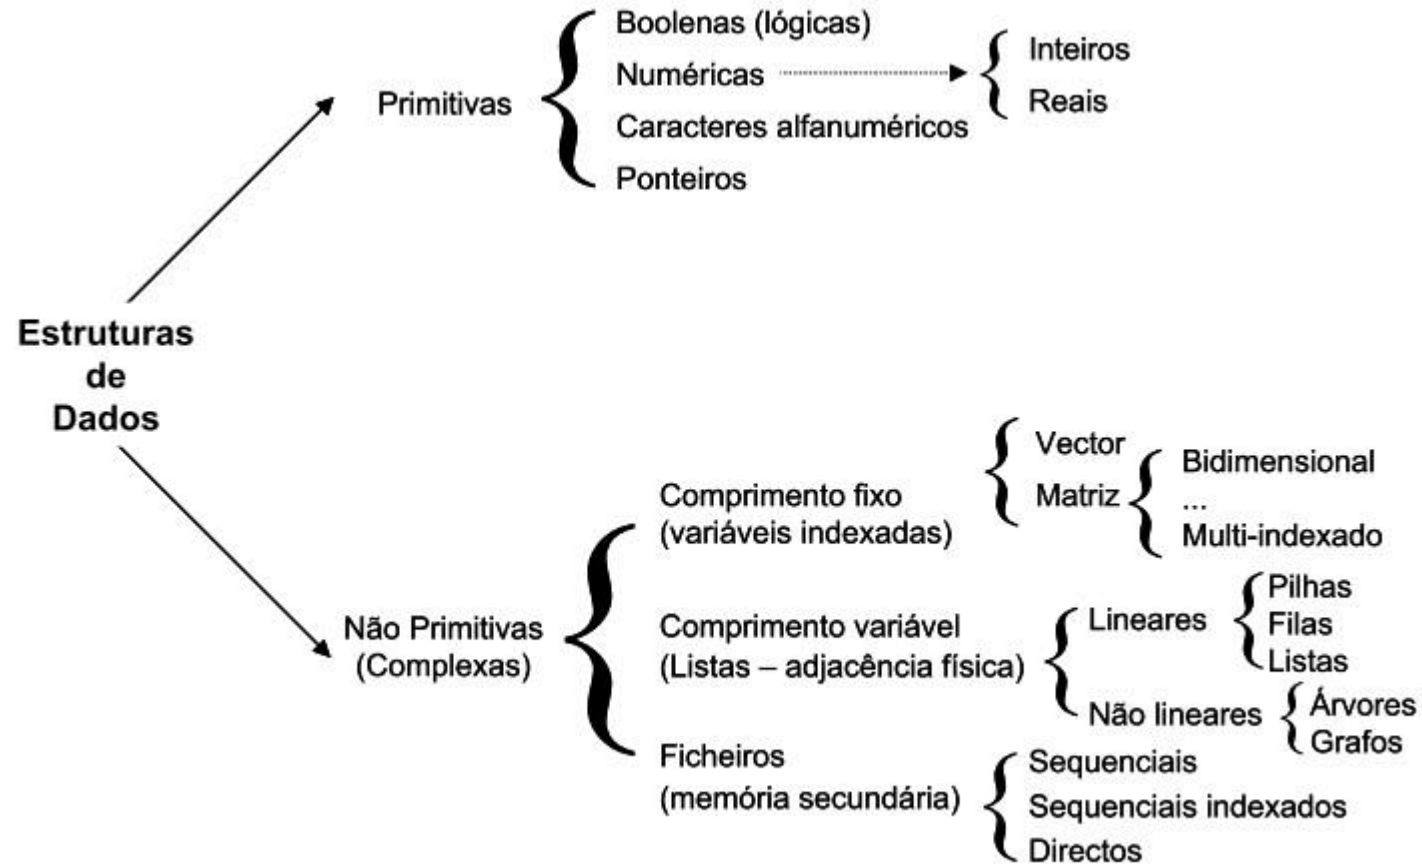 Boolenas (lógicas)
Numéricas
Inteiros
Reais
Primitivas
Caracteres alfanuméricos
Ponteiros
Estruturas
de
Dados
Não Primitivas
(Complexas)
Comprimento fixo
(variáveis indexadas)
Vector
Matriz
Bidimensional
...
Multi-indexado
Comprimento variável
(Listas – adjacência física)
Lineares
Pilhas
Filas
Listas
Não lineares
Árvores
Grafos
Ficheiros
(memória secundária)
Sequenciais
Sequenciais indexados
Directos